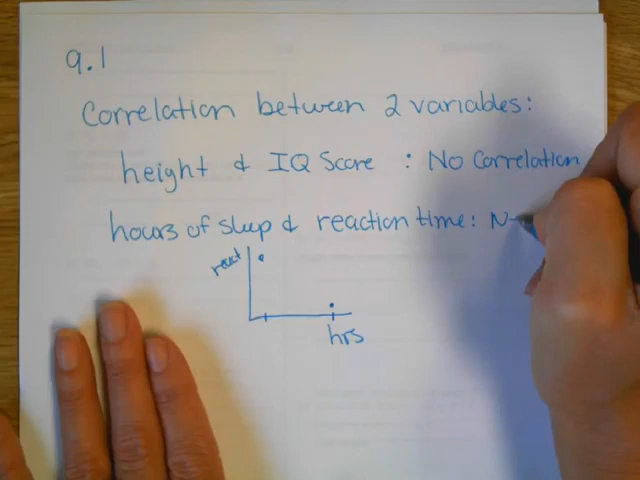 9.1
Correlation between 2 variables:
height & IQ Score : No Correlation
hours of sleep & reaction time: N
react
hrs